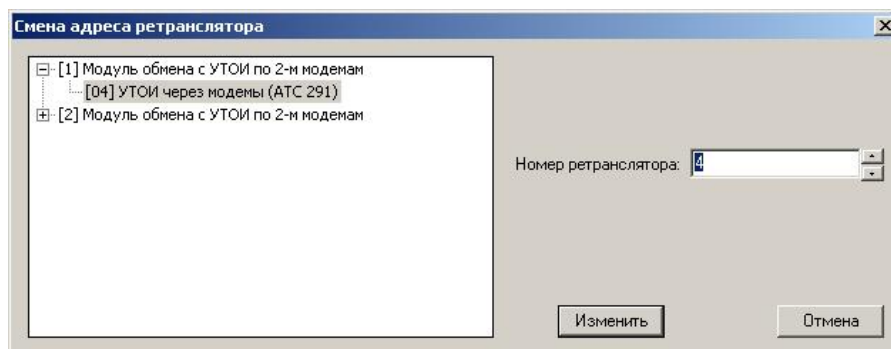 Смена адреса ретранслятора
[1] Модуль обмена с УТОИ по 2-м модемам
[04] УТОИ через модемы (АТС 291)
[2] Модуль обмена с УТОИ по 2-м модемам
Номер ретранслятора: 4
Изменить Отмена